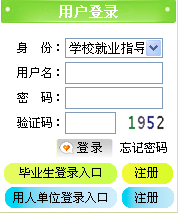 用户登录
身　份： 学校就业指导
用户名：
密　码：
验证码： 1952
登录 忘记密码
毕业生登录入口 注册
用人单位登录入口 注册